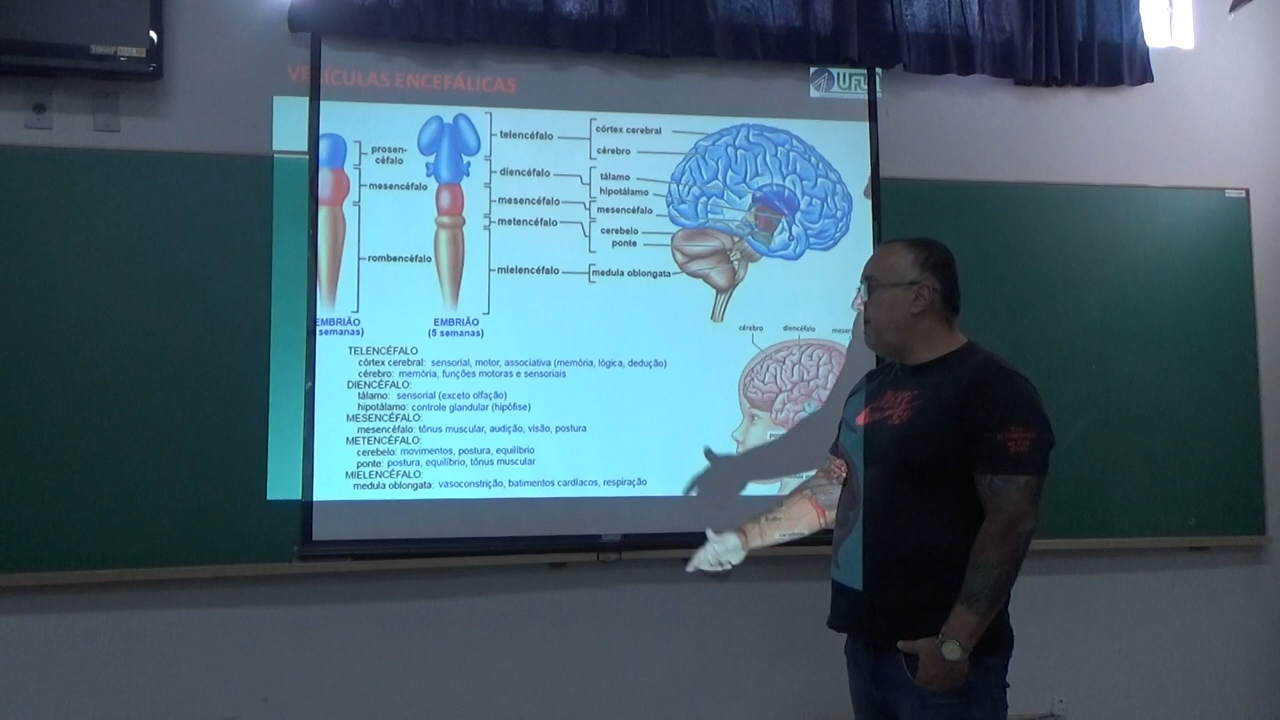 VESÍCULAS ENCEFÁLICAS
prosen-
céfalo
mesencéfalo
rombencéfalo
EMBRIÃO
semanas)
EMBRIÃO
(5 semanas)
telencéfalo
diencéfalo
mesencéfalo
metencéfalo
mielencéfalo
córtex cerebral
cérebro
tálamo
hipotálamo
mesencéfalo
cerebelo
ponte
medula oblongata
cérebro
diencéfalo
TELENCÉFALO
córtex cerebral: sensorial, motor, associativa (memória, lógica, dedução)
cérebro: memória, funções motoras e sensoriais
DIENCÉFALO:
tálamo: sensorial (exceto olfação)
hipotálamo: controle glandular (hipófise)
MESENCÉFALO:
mesencéfalo: tônus muscular, audição, visão, postura
METENCÉFALO:
cerebelo: movimentos, postura, equilíbrio
ponte: postura, equilíbrio, tônus muscular
MIELENCÉFALO:
medula oblongata: vasoconstrição, batimentos cardíacos, respiração